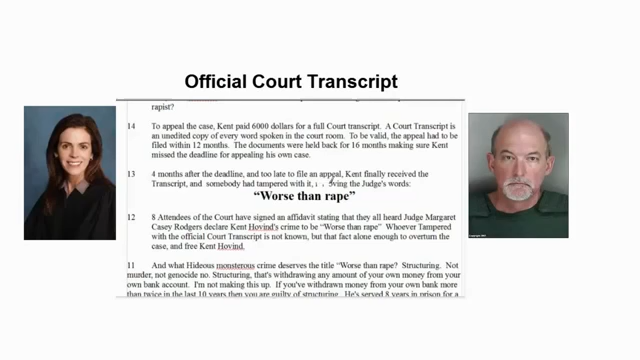 Official Court Transcript
rapist?
14 To appeal the case, Kent paid 6000 dollars for a full Court transcript. A Court Transcript is
an unedited copy of every word spoken in the court room. To be valid, the appeal had to be
filed within 12 months. The documents were held back for 16 months making sure Kent
missed the deadline for appealing his own case.
13 4 months after the deadline, and too late to file an appeal, Kent finally received the
Transcript, and somebody had tampered with it, the Judge's words:
"Worse than rape"
12 8 Attendees of the Court have signed an affidavit stating that they all heard Judge Margaret
Casey Rodgers declare Kent Hovind's crime to be "Worse than rape" Whoever Tampered
with the official Court Transcript is not known, but that fact alone enough to overturn the
case, and free Kent Hovind.
11 And what Hideous monsterous crime deserves the title "Worse than rape? Structuring. Not
murder, not genocide no. Structuring, that's withdrawing any amount of your own money from your
own bank account. I'm not making this up. If you've withdrawn money from your own bank more
than twice in the last 10 years then you are guilty of structuring. He's served 8 years in prison for a